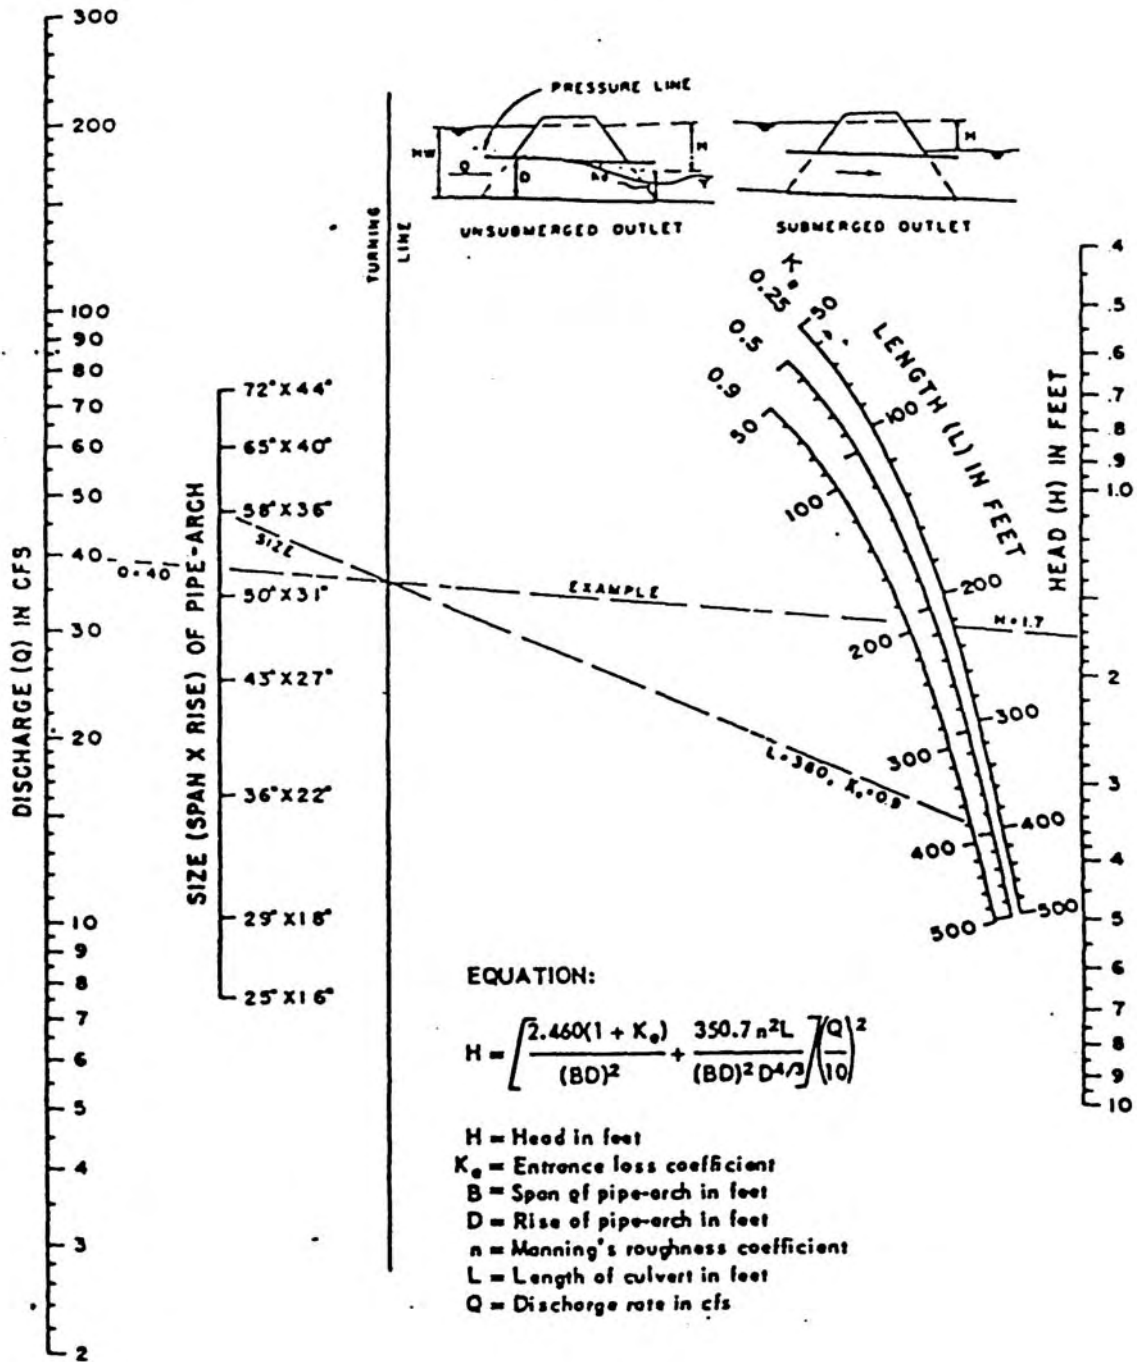 300
200
100
90
80
70
60
50
40
30
20
10
9
8
7
6
5
4
3
2
DISCHARGE (Q) IN CFS
Q=40
SIZE (SPAN X RISE) OF PIPE-ARCH
72" X 44"
65" X 40"
58" X 36"
50" X 31"
43" X 27"
36" X 22"
29" X 18"
25" X 16"
SIZE
TURNING
LINE
PRESSURE LINE
HW
D
H
UNSUBMERGED OUTLET
H
SUBMERGED OUTLET
Ke
0.25
0.5
0.9
50
100
200
300
400
500
50
100
200
300
400
500
LENGTH (L) IN FEET
EXAMPLE
H=1.7
L=380, Ke=0.9
HEAD (H) IN FEET
.4
.5
.6
.7
.8
.9
1.0
2
3
4
5
6
7
8
9
10
EQUATION:
H = [2.460(1 + Ke)/(BD)² + 350.7 n²L/(BD)² D^4/3] (Q/10)²
H = Head in feet
Ke = Entrance loss coefficient
B = Span of pipe-arch in feet
D = Rise of pipe-arch in feet
n = Manning's roughness coefficient
L = Length of culvert in feet
Q = Discharge rate in cfs